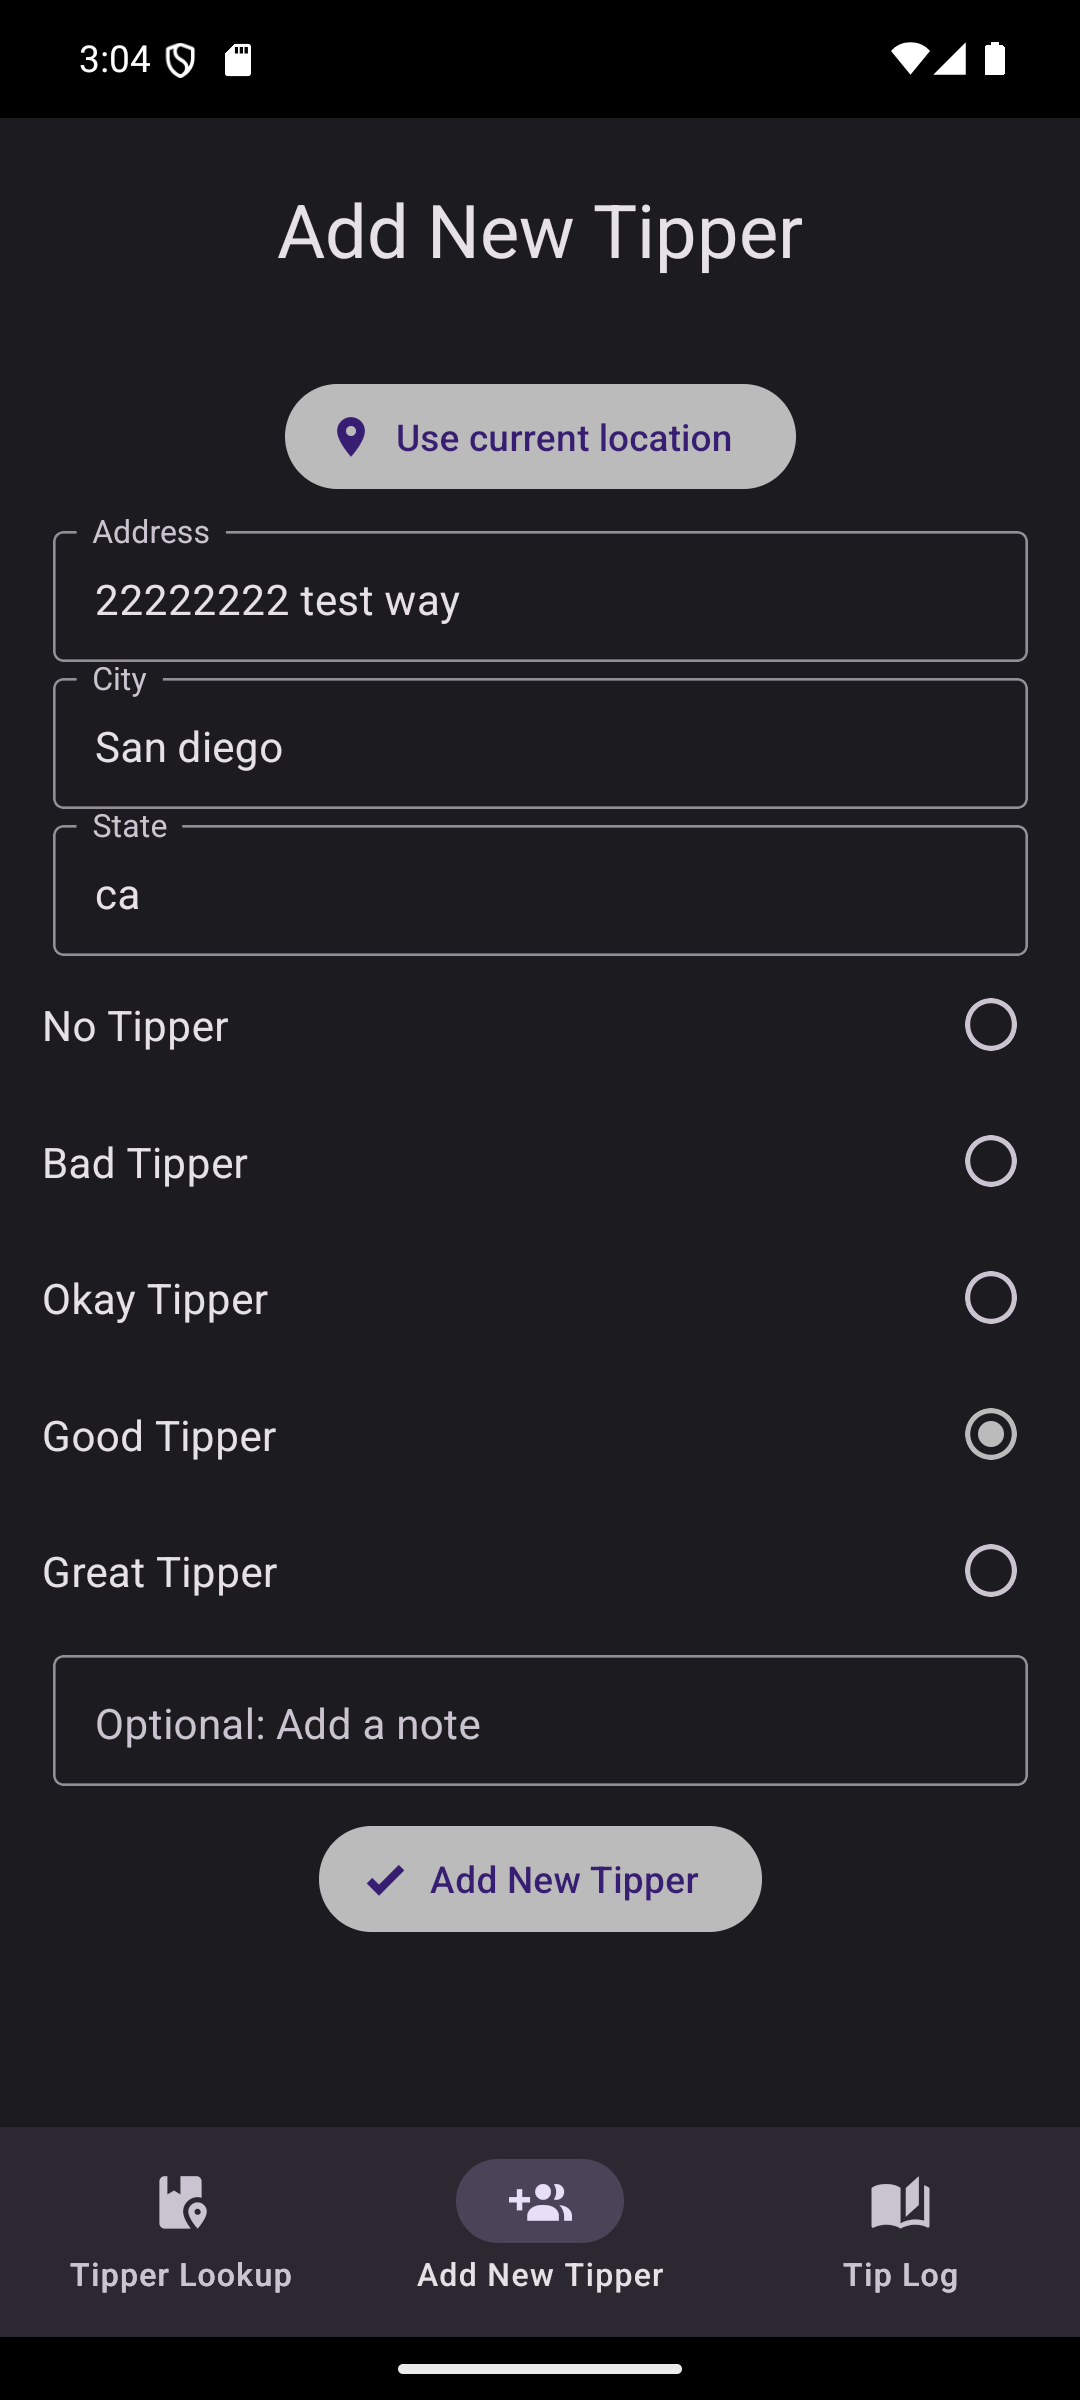 3:04
Add New Tipper
Use current location
Address
22222222 test way
City
San diego
State
ca
No Tipper
Bad Tipper
Okay Tipper
Good Tipper
Great Tipper
Optional: Add a note
Add New Tipper
Tipper Lookup
Add New Tipper
Tip Log